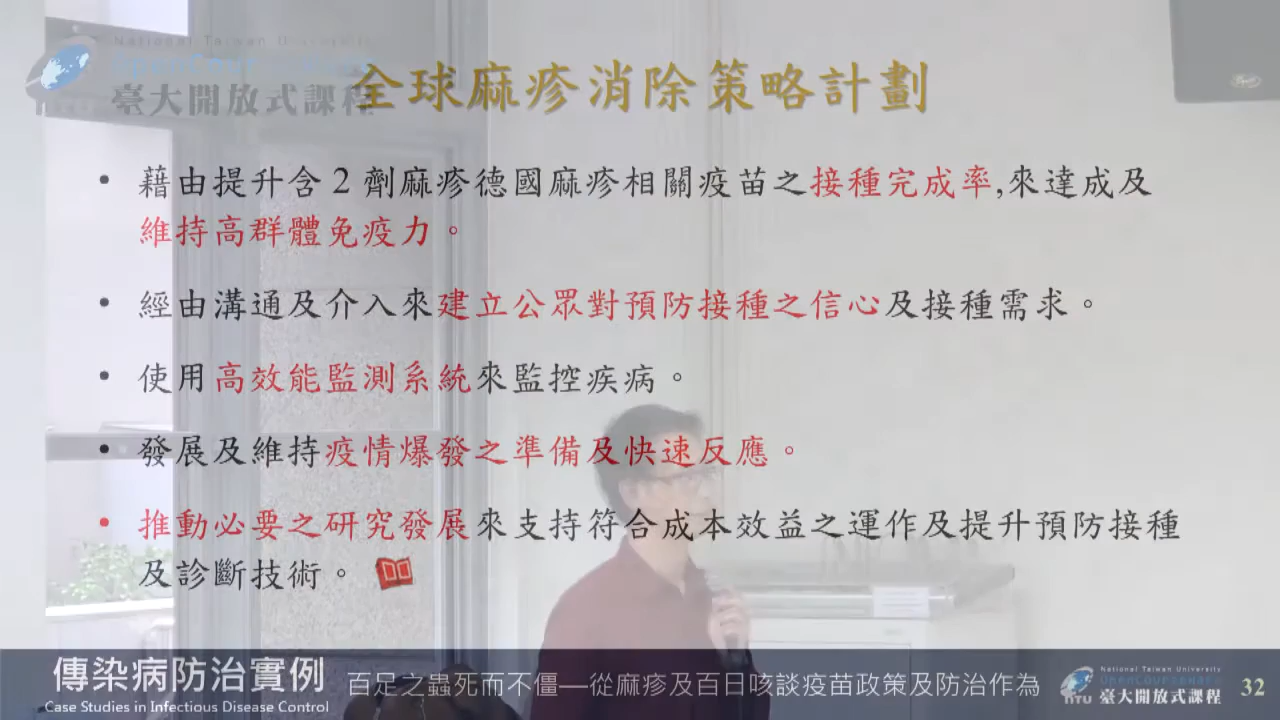 National Taiwan University
OpenCourseWare
臺大開放式課程
全球麻疹消除策略計劃
• 藉由提升含2劑麻疹德國麻疹相關疫苗之接種完成率,來達成及
維持高群體免疫力。
• 經由溝通及介入來建立公眾對預防接種之信心及接種需求。
• 使用高效能監測系統來監控疾病。
• 發展及維持疫情爆發之準備及快速反應。
• 推動必要之研究發展來支持符合成本效益之運作及提升預防接種
及診斷技術。
傳染病防治實例
Case Studies in Infectious Disease Control
百足之蟲死而不僵—從麻疹及百日咳談疫苗政策及防治作為
National Taiwan University
OpenCourseWare
NTU 臺大開放式課程
32